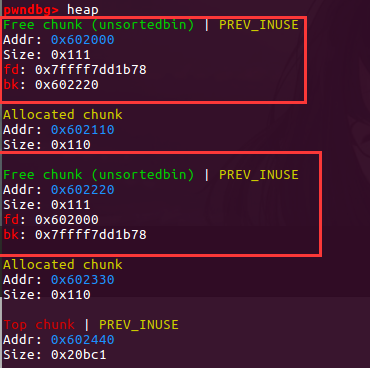 pwndbg> heap
Free chunk (unsortedbin) | PREV_INUSE
Addr: 0x602000
Size: 0x111
fd: 0x7ffff7dd1b78
bk: 0x602220
Allocated chunk
Addr: 0x602110
Size: 0x110
Free chunk (unsortedbin) | PREV_INUSE
Addr: 0x602220
Size: 0x111
fd: 0x602000
bk: 0x7ffff7dd1b78
Allocated chunk
Addr: 0x602330
Size: 0x110
Top chunk | PREV_INUSE
Addr: 0x602440
Size: 0x20bc1